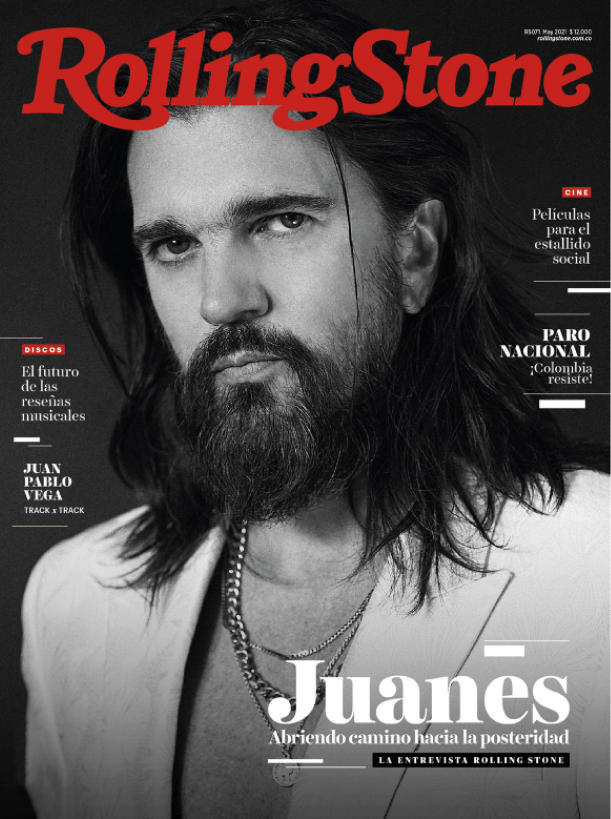 RS071 May 2021 $ 12,000
rollingstone.com.co
RollingStone
CINE
Películas
para el
estallido
social
PARO
NACIONAL
¡Colombia
resiste!
DISCOS
El futuro
de las
reseñas
musicales
JUAN
PABLO
VEGA
TRACK x TRACK
Juanes
Abriendo camino hacia la posteridad
LA ENTREVISTA ROLLING STONE